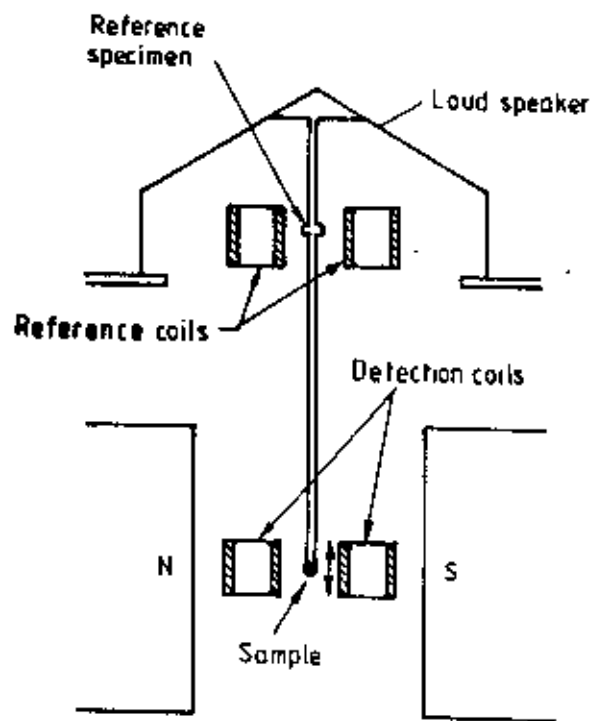 Reference
specimen
Loud speaker
Reference coils
Detection coils
N
S
Sample